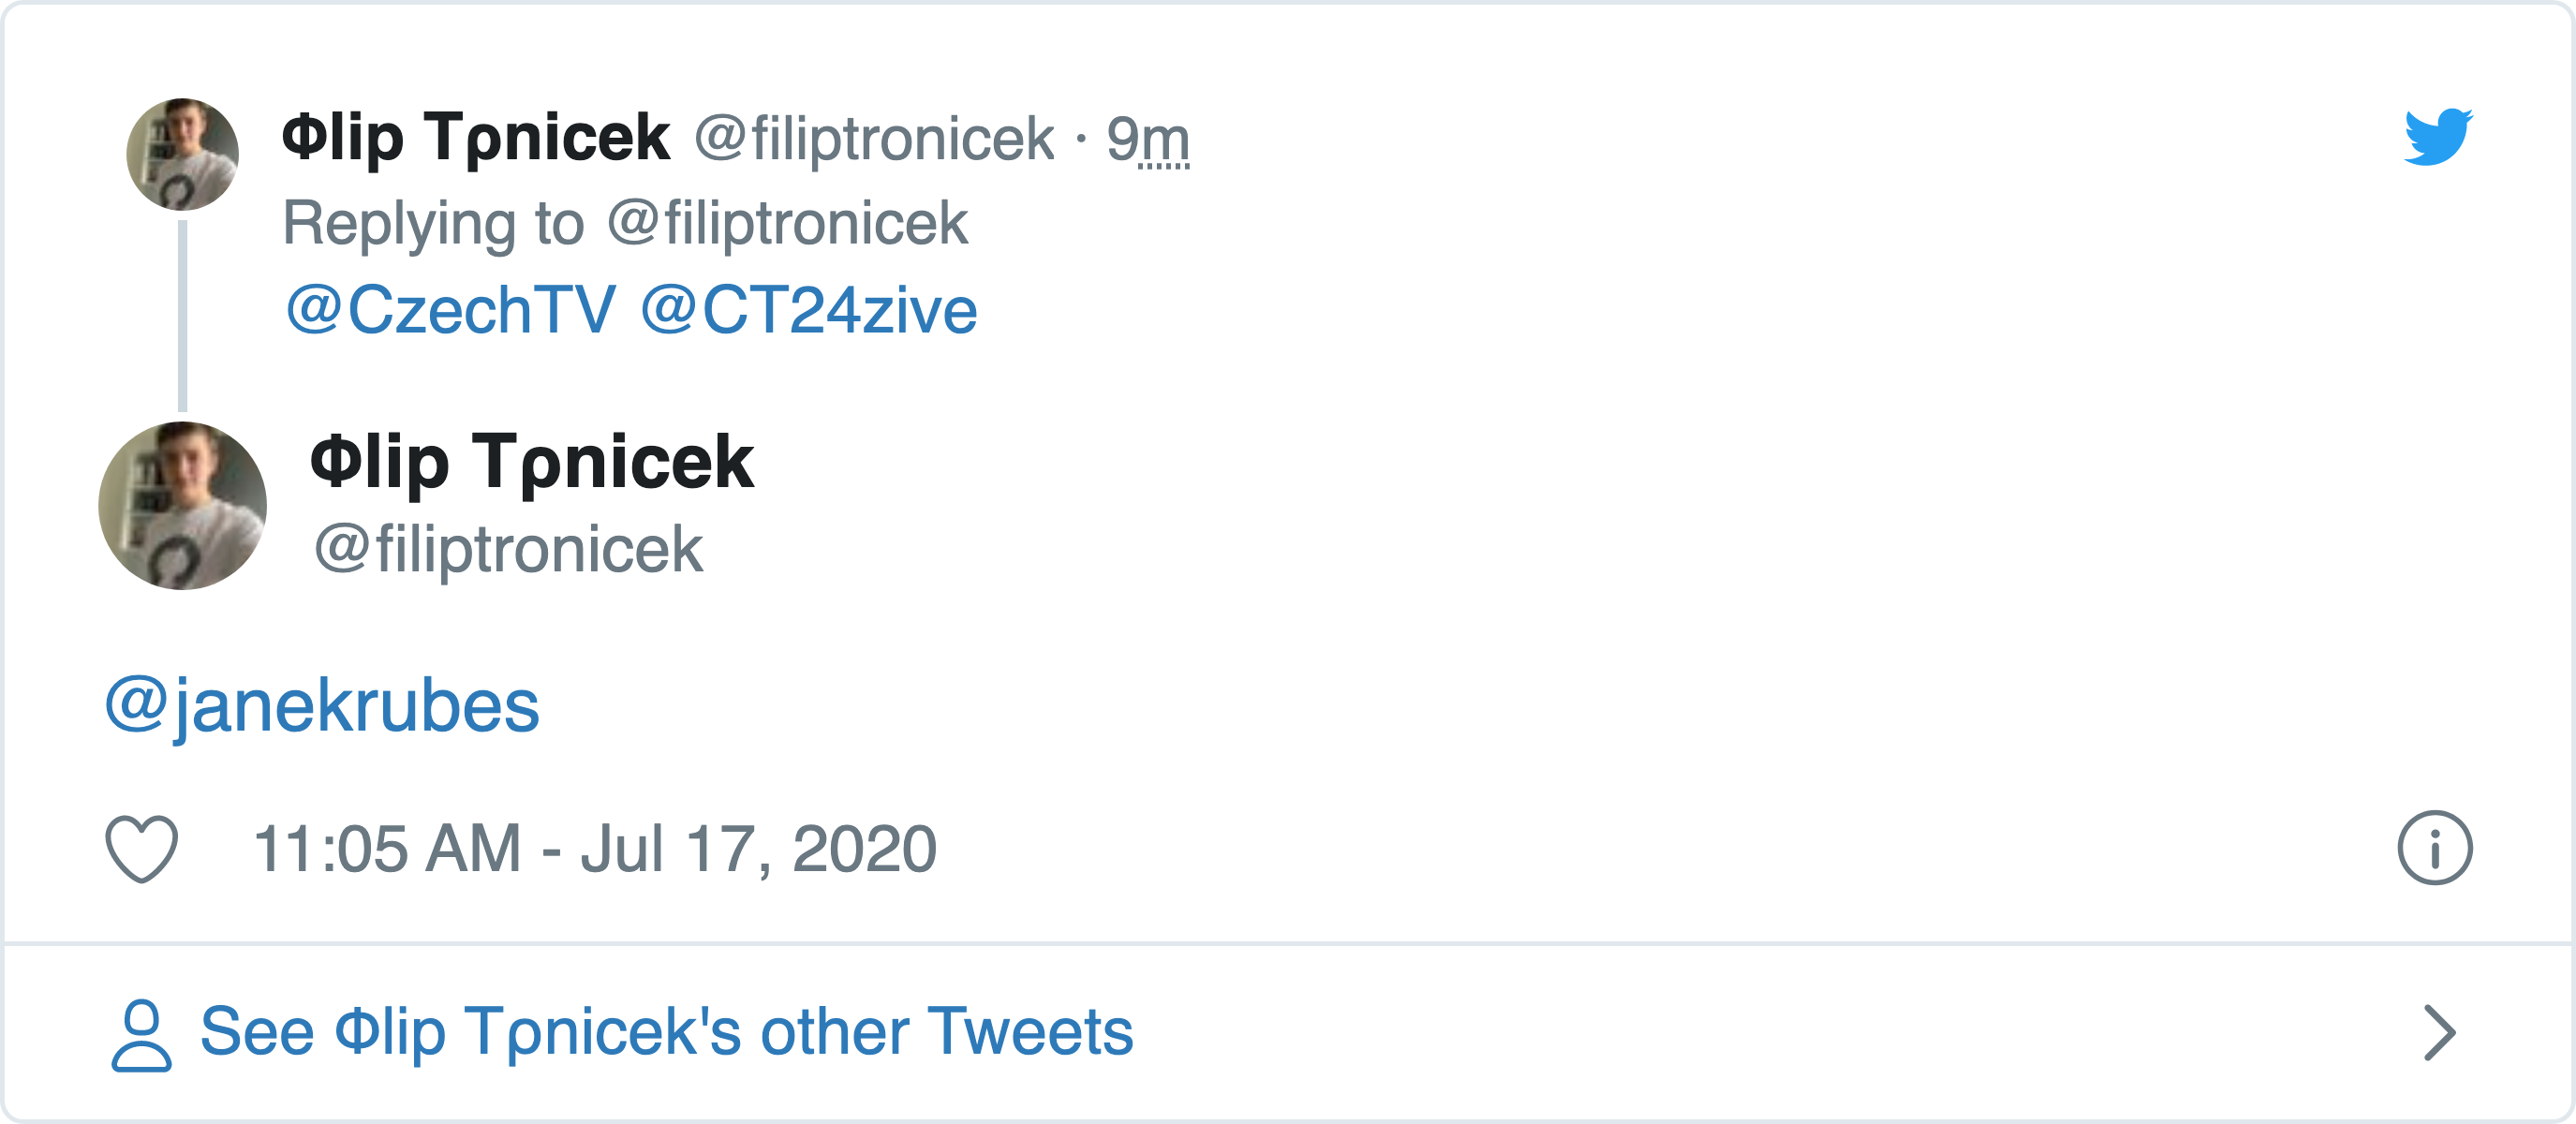 Φlip Tρnicek @filiptronicek · 9m
Replying to @filiptronicek
@CzechTV @CT24zive
Φlip Tρnicek
@filiptronicek
@janekrubes
11:05 AM - Jul 17, 2020
See Φlip Tρnicek's other Tweets